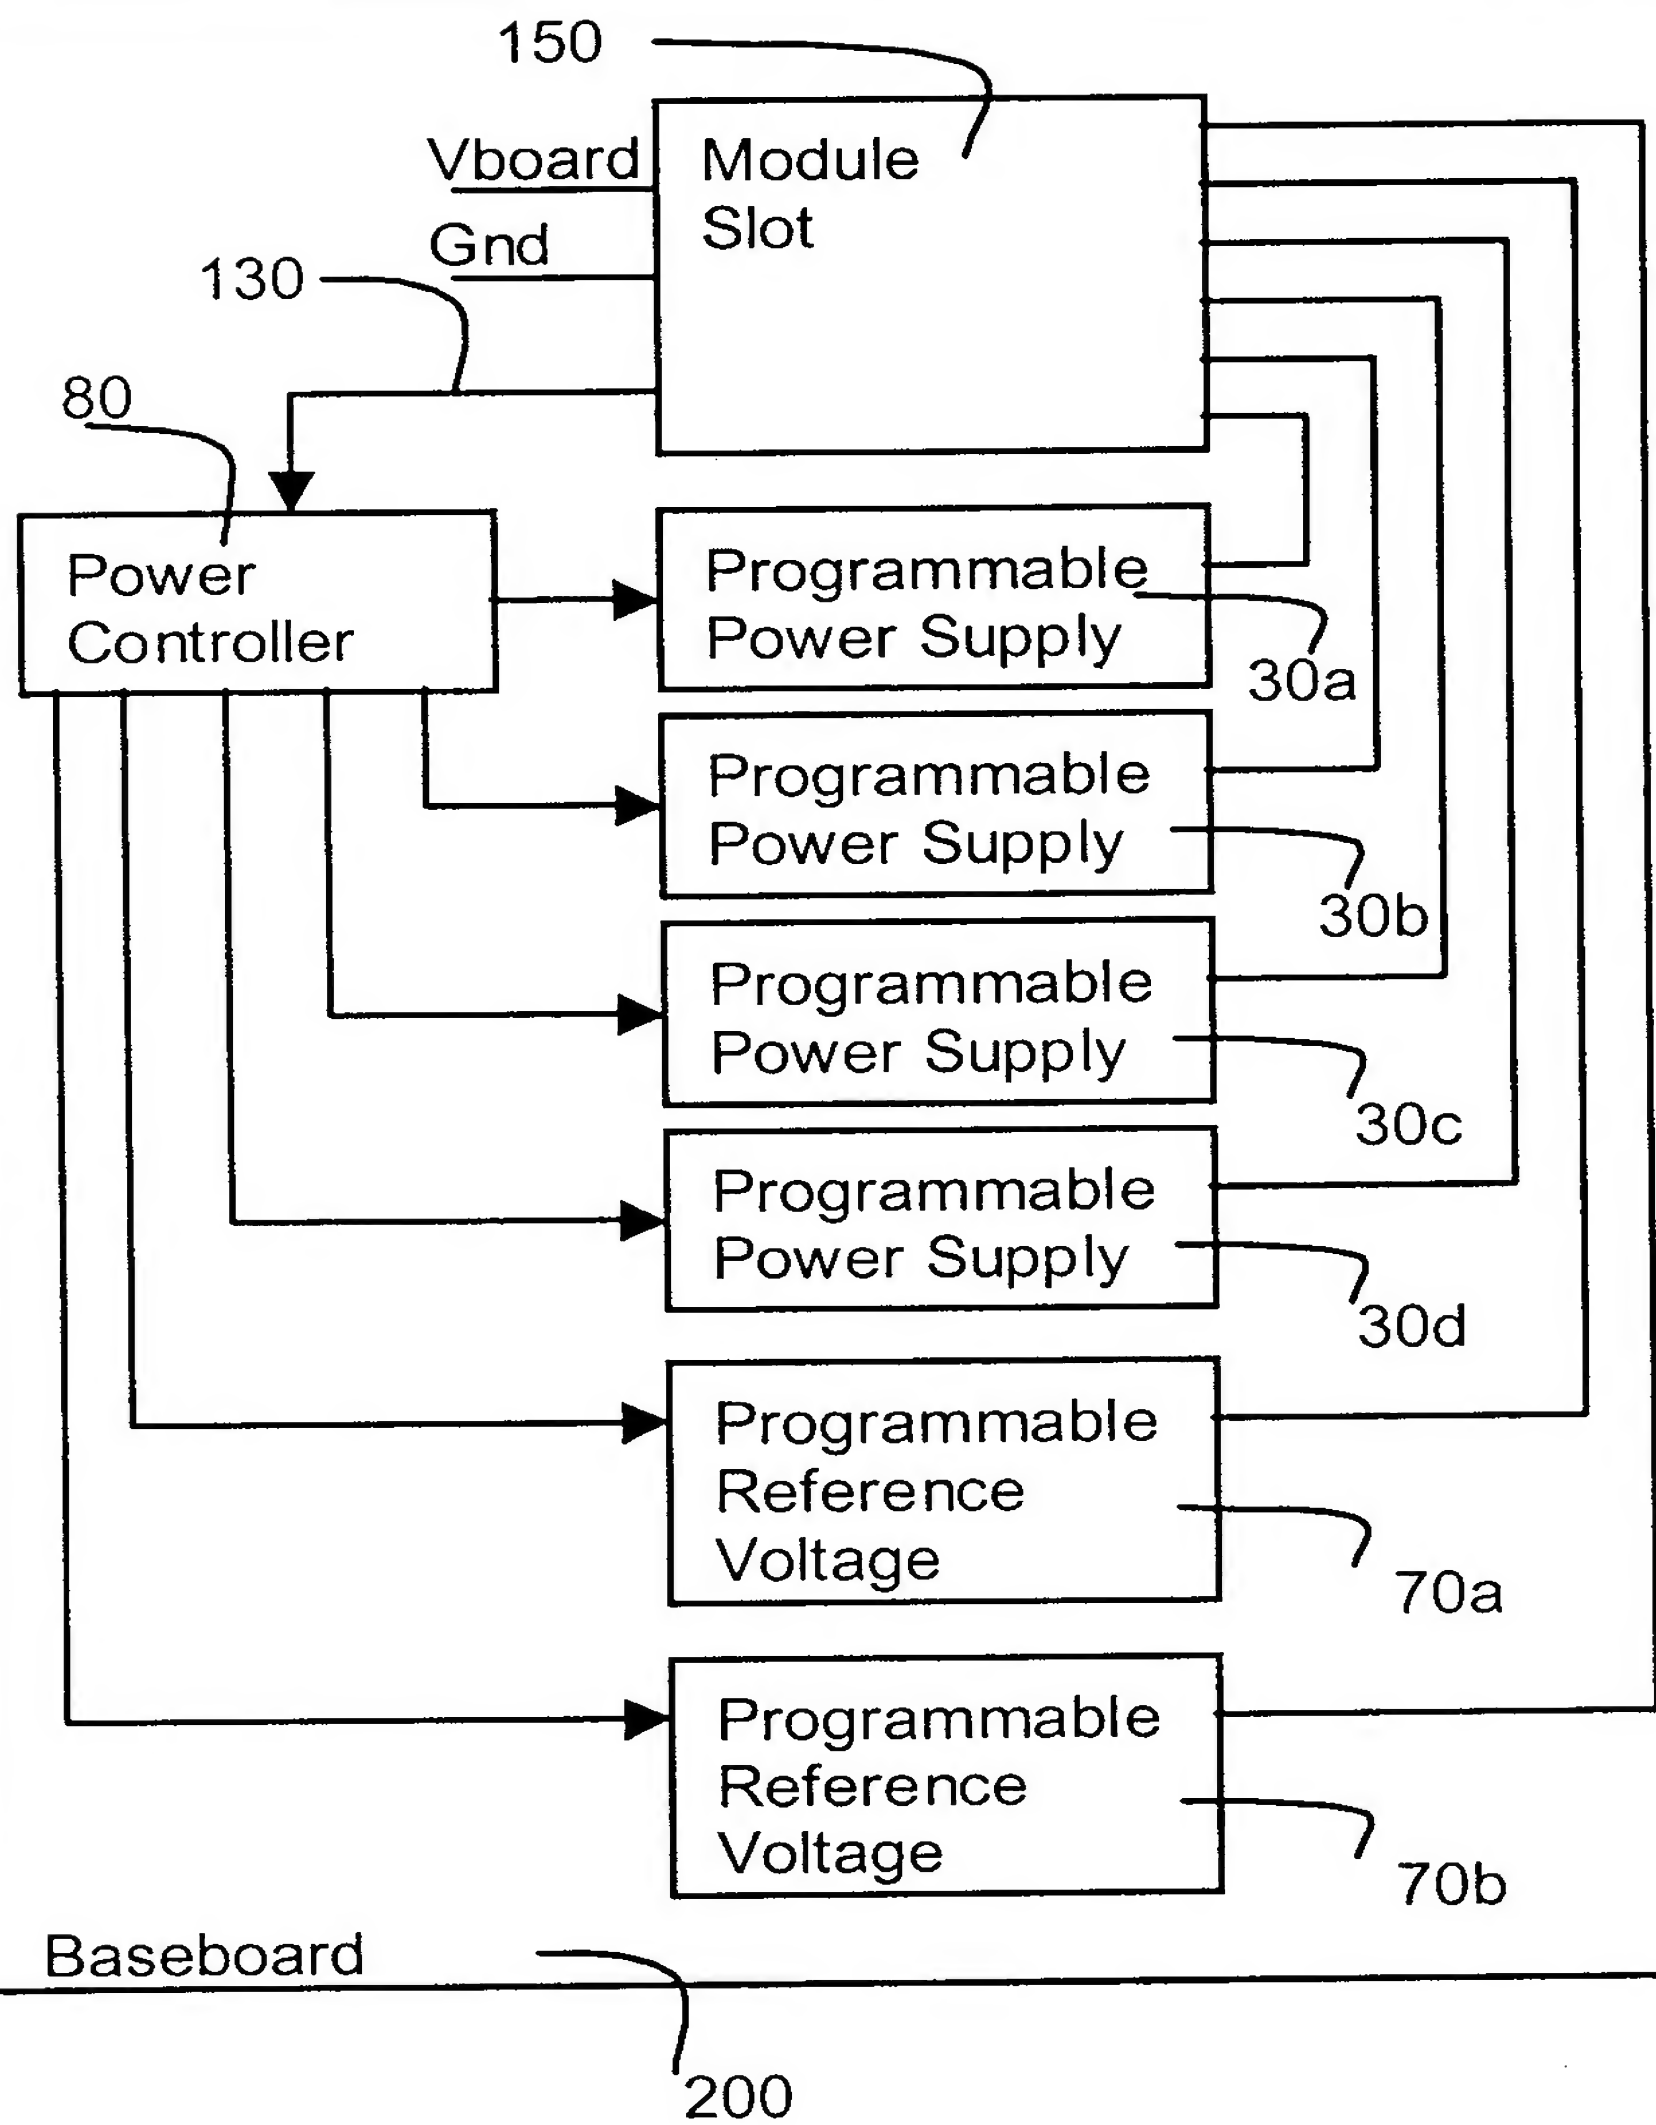 150
Vboard
Module
Slot
Gnd
130
80
Power
Controller
Programmable
Power Supply
30a
Programmable
Power Supply
30b
Programmable
Power Supply
30c
Programmable
Power Supply
30d
Programmable
Reference
Voltage
70a
Programmable
Reference
Voltage
70b
Baseboard
200